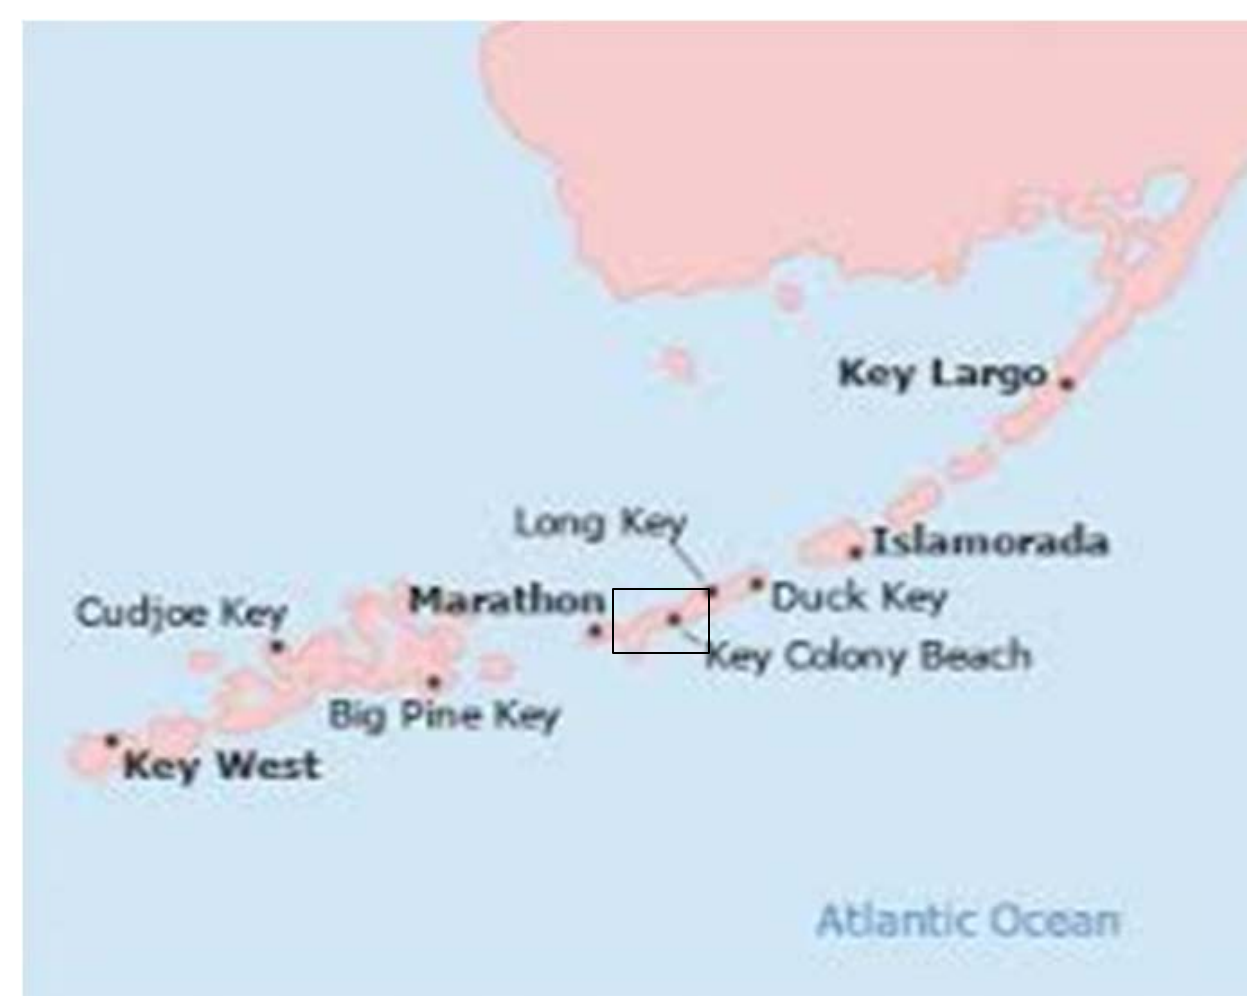 Key Largo
Long Key
Islamorada
Marathon
Duck Key
Cudjoe Key
Key Colony Beach
Big Pine Key
Key West
Atlantic Ocean